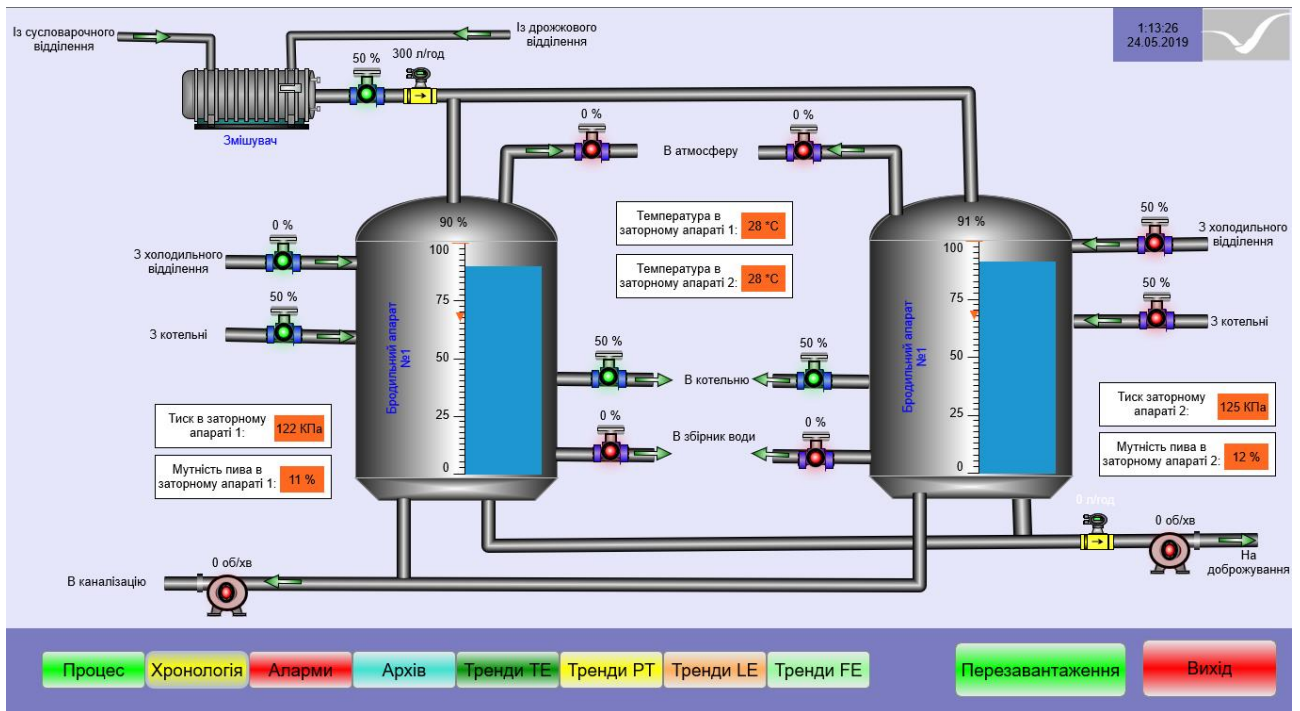 Із сусловарочного
відділення
Із дрожжового
відділення
1:13:26
24.05.2019
50 %
300 л/год
Змішувач
0 %
В атмосферу
0 %
90 %
91 %
Температура в
заторному апараті 1:
28 *C
Температура в
заторному апараті 2:
28 *C
0 %
З холодильного
відділення
50 %
З котельні
50 %
З холодильного
відділення
50 %
З котельні
100
75
50
25
0
Бродильний апарат
№1
100
75
50
25
0
Бродильний апарат
№1
50 %
В котельню
50 %
0 %
В збірник води
0 %
Тиск в заторному
апараті 1:
122 КПа
Мутність пива в
заторному апараті 1:
11 %
Тиск заторному
апараті 2:
125 КПа
Мутність пива в
заторному апараті 2:
12 %
0 л/год
0 об/хв
На
доброжування
0 об/хв
В каналізацію
Процес
Хронологія
Аларми
Архів
Тренди TE
Тренди PT
Тренди LE
Тренди FE
Перезавантаження
Вихід